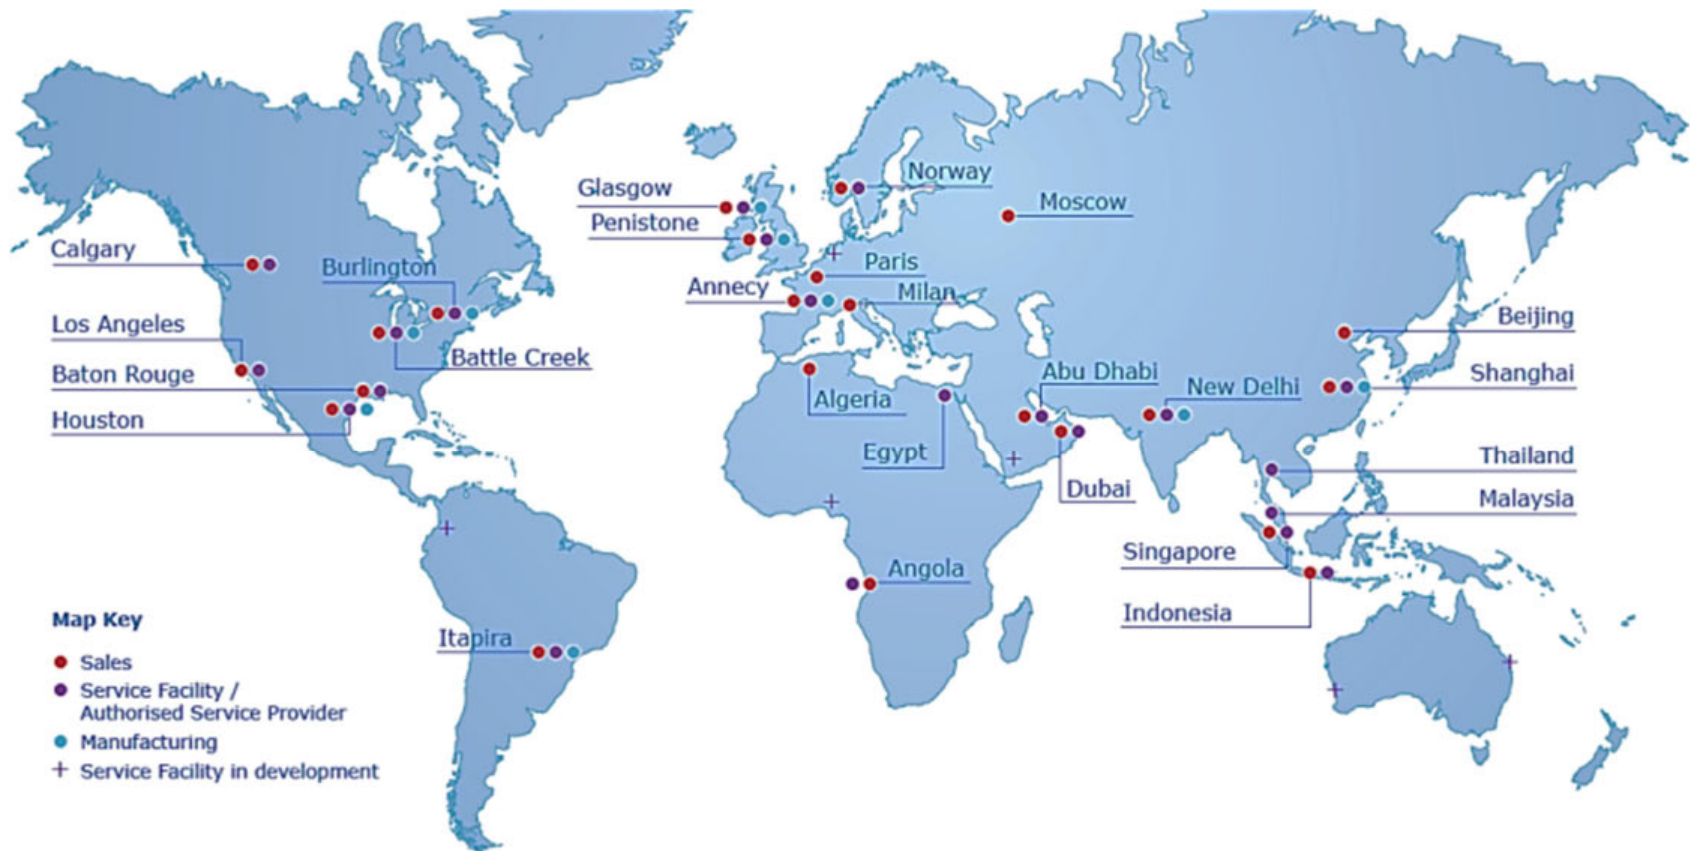 Norway
Glasgow
Moscow
Penistone
Calgary
Burlington
Paris
Annecy
Milan
Los Angeles
Beijing
Battle Creek
Baton Rouge
Abu Dhabi
New Delhi
Shanghai
Algeria
Houston
Egypt
Thailand
Dubai
Malaysia
Singapore
Angola
Indonesia
Itapira
Map Key
Sales
Service Facility /
Authorised Service Provider
Manufacturing
Service Facility in development